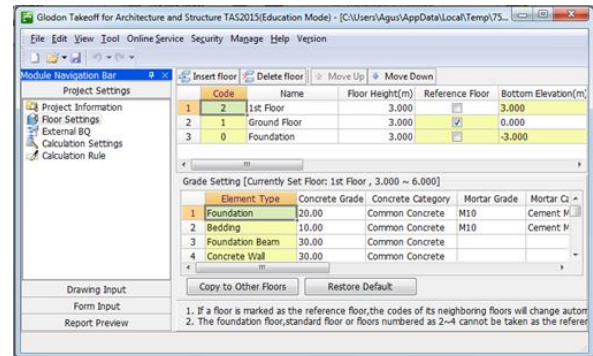 Glodon Takeoff for Architecture and Structure TAS2015(Education Mode) - [C:\Users\Agus\AppData\Local\Temp\75...
File Edit View Tool Online Service Security Manage Help Version
Module Navigation Bar
Insert floor Delete floor Move Up Move Down
Project Settings
Code Name Floor Height(m) Reference Floor Bottom Elevation(m)
Project Information
Floor Settings
External BQ
Calculation Settings
Calculation Rule
1 2 1st Floor 3.000 3.000
2 1 Ground Floor 3.000 0.000
3 0 Foundation 3.000 -3.000
Grade Setting [Currently Set Floor: 1st Floor , 3.000 ~ 6.000]
Element Type Concrete Grade Concrete Category Mortar Grade Mortar Ca
1 Foundation 20.00 Common Concrete M10 Cement M
2 Bedding 10.00 Common Concrete M10 Cement M
3 Foundation Beam 30.00 Common Concrete
4 Concrete Wall 30.00 Common Concrete
Copy to Other Floors Restore Default
Drawing Input
Form Input
Report Preview
1. If a floor is marked as the reference floor,the codes of its neighboring floors will change autom
2. The foundation floor,standard floor or floors numbered as 2~4 cannot be taken as the referen